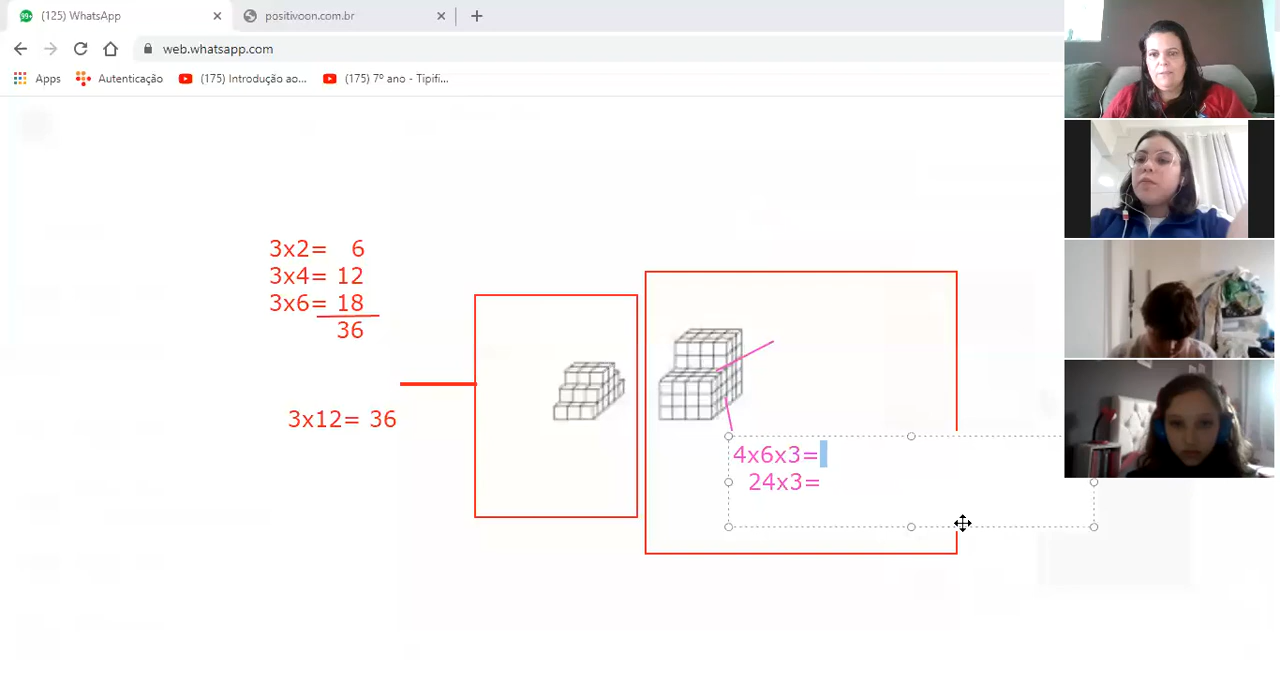 (125) WhatsApp
positivoon.com.br
web.whatsapp.com
Apps
Autenticação
(175) Introdução ao...
(175) 7º ano - Tipifi...
3x2= 6
3x4= 12
3x6= 18
36
3x12= 36
4x6x3=
24x3=